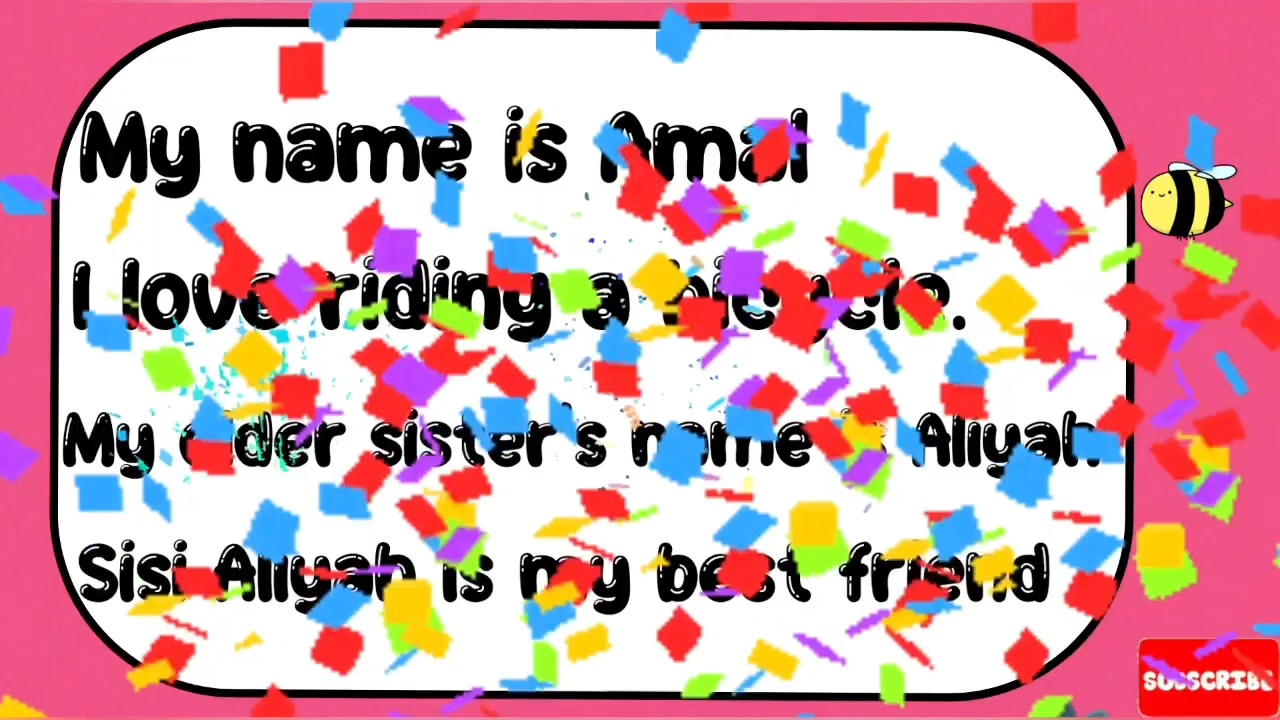 My name is Amal
I love riding a bicycle.
My older sister's name is Aliyah.
Sisi Aliyah is my best friend
SUBSCRIBE